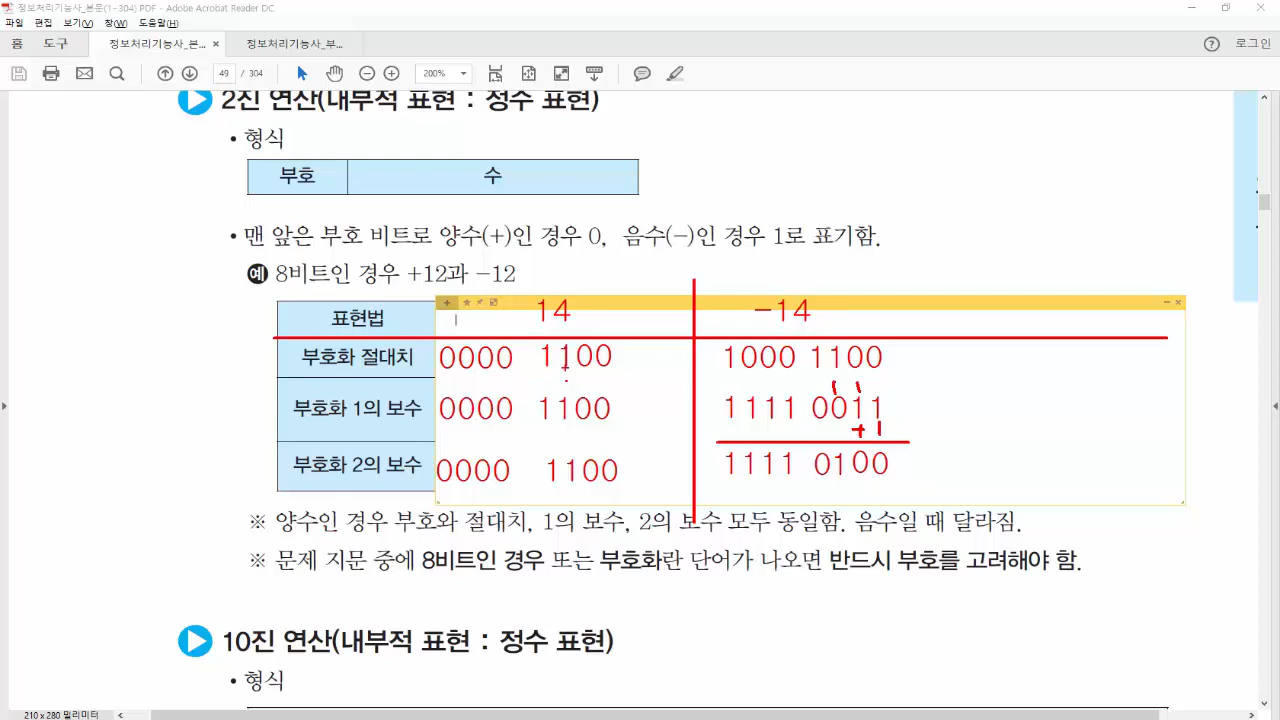 정보처리기능사_본문(1-304) PDF - Adobe Acrobat Reader DC
파일 편집 보기(V) 창(W) 도움말(H)
홈 도구 정보처리기능사_본... × 정보처리기능사_부... 로그인
49 / 304 200%
2진 연산(내부적 표현 : 정수 표현)
• 형식
부호 수
• 맨 앞은 부호 비트로 양수(+)인 경우 0, 음수(-)인 경우 1로 표기함.
예 8비트인 경우 +12과 -12
표현법 14 -14
부호화 절대치 0000 1100 1000 1100
부호화 1의 보수 0000 1100 1111 0011
+1
부호화 2의 보수 0000 1100 1111 0100
※ 양수인 경우 부호와 절대치, 1의 보수, 2의 보수 모두 동일함. 음수일 때 달라짐.
※ 문제 지문 중에 8비트인 경우 또는 부호화란 단어가 나오면 반드시 부호를 고려해야 함.
10진 연산(내부적 표현 : 정수 표현)
• 형식
210 x 280 밀리미터